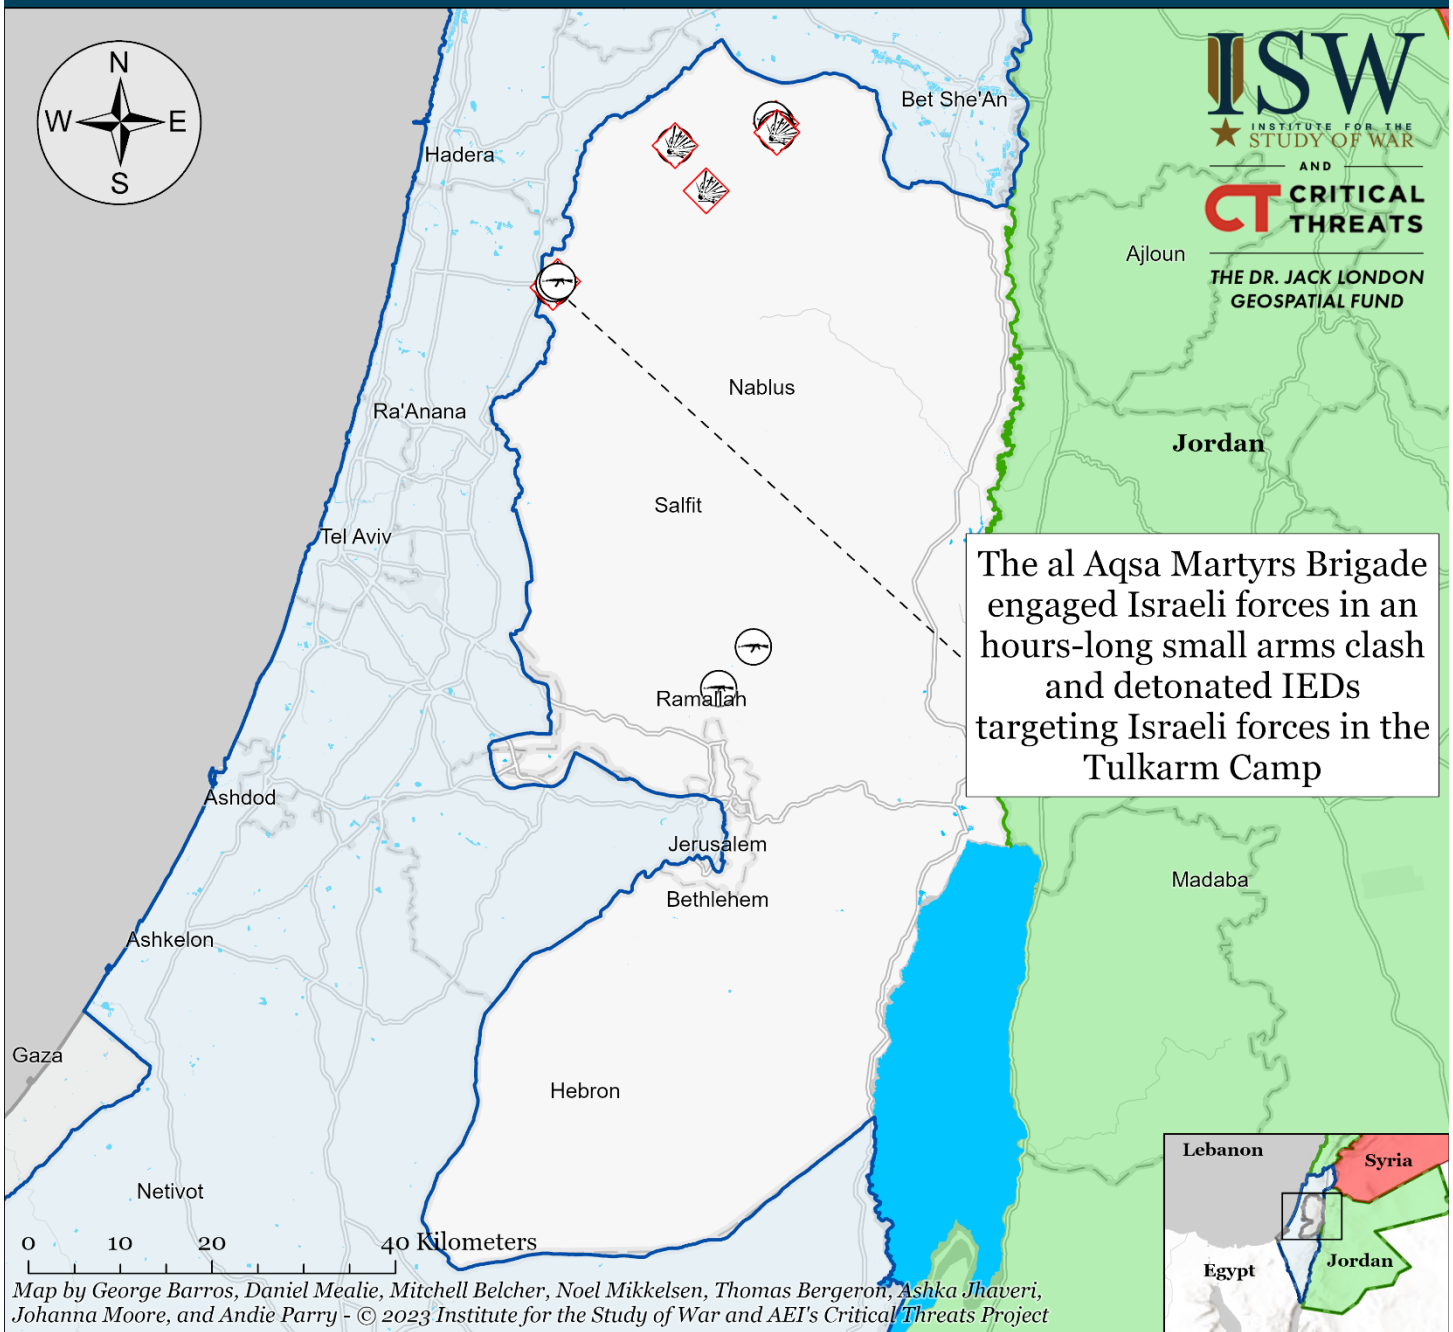 N
W
E
S
Hadera
Bet She'An
ISW
INSTITUTE FOR THE
STUDY OF WAR
AND
CT CRITICAL
THREATS
THE DR. JACK LONDON
GEOSPATIAL FUND
Ajloun
Nablus
Ra'Anana
Jordan
Salfit
Tel Aviv
The al Aqsa Martyrs Brigade
engaged Israeli forces in an
hours-long small arms clash
and detonated IEDs
targeting Israeli forces in the
Tulkarm Camp
Ramallah
Ashdod
Jerusalem
Madaba
Bethlehem
Ashkelon
Gaza
Hebron
Netivot
Lebanon
Syria
Egypt
Jordan
0 10 20 40 Kilometers
Map by George Barros, Daniel Mealie, Mitchell Belcher, Noel Mikkelsen, Thomas Bergeron, Ashka Jhaveri,
Johanna Moore, and Andie Parry - © 2023 Institute for the Study of War and AEI's Critical Threats Project